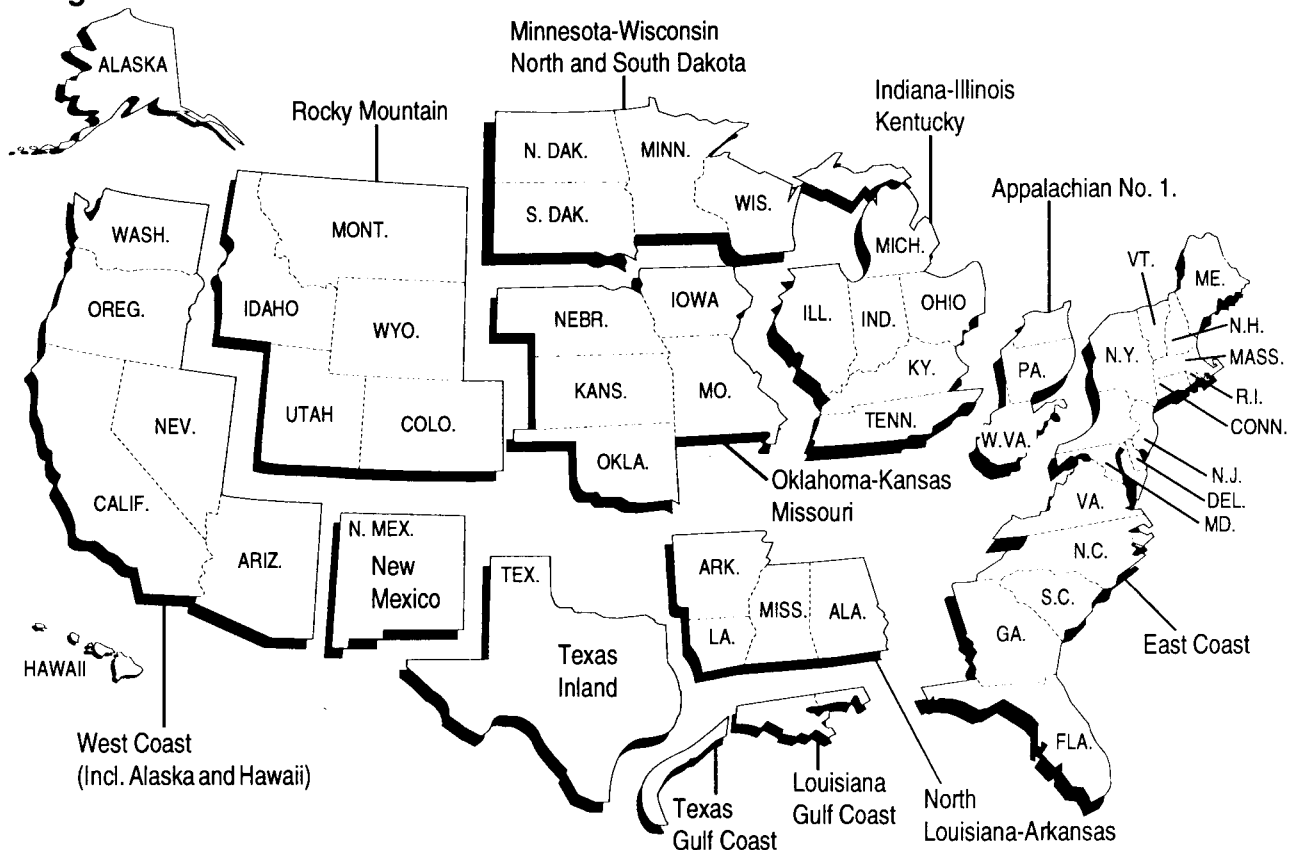 ALASKA
Minnesota-Wisconsin
North and South Dakota
Indiana-Illinois
Kentucky
Rocky Mountain
Appalachian No. 1.
WASH.
OREG.
MONT.
IDAHO
WYO.
UTAH
COLO.
NEV.
CALIF.
ARIZ.
HAWAII
N. DAK.
S. DAK.
MINN.
WIS.
MICH.
NEBR.
IOWA
KANS.
MO.
OKLA.
ILL.
IND.
OHIO
KY.
TENN.
PA.
W.VA.
VT.
ME.
N.H.
MASS.
R.I.
CONN.
N.Y.
N.J.
DEL.
MD.
VA.
N.C.
S.C.
GA.
FLA.
Oklahoma-Kansas
Missouri
N. MEX.
New
Mexico
TEX.
Texas
Inland
ARK.
LA.
MISS.
ALA.
East Coast
West Coast
(Incl. Alaska and Hawaii)
Texas
Gulf Coast
Louisiana
Gulf Coast
North
Louisiana-Arkansas